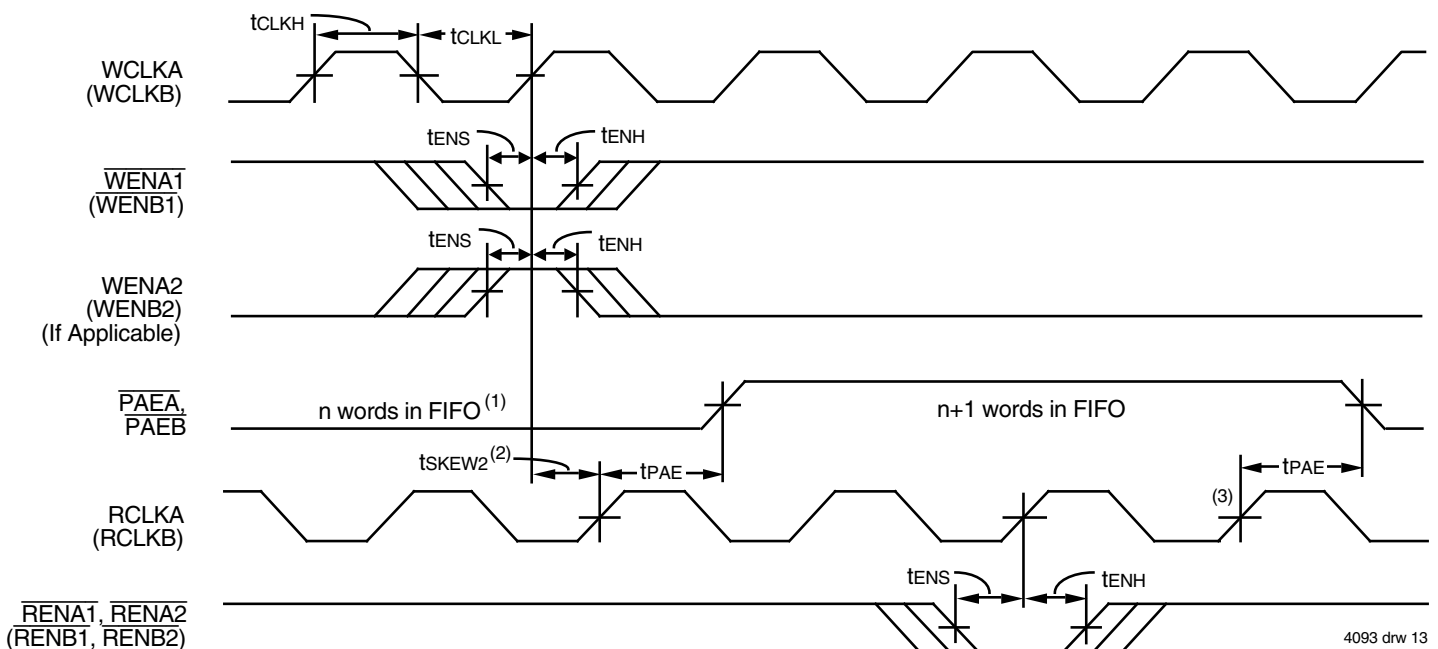 tCLKH
tCLKL
WCLKA
(WCLKB)
tENS
tENH
WENA1
(WENB1)
tENS
tENH
WENA2
(WENB2)
(If Applicable)
PAEA,
PAEB
n words in FIFO (1)
n+1 words in FIFO
tSKEW2 (2)
tPAE
tPAE
(3)
RCLKA
(RCLKB)
tENS
tENH
RENA1, RENA2
(RENB1, RENB2)
4093 drw 13